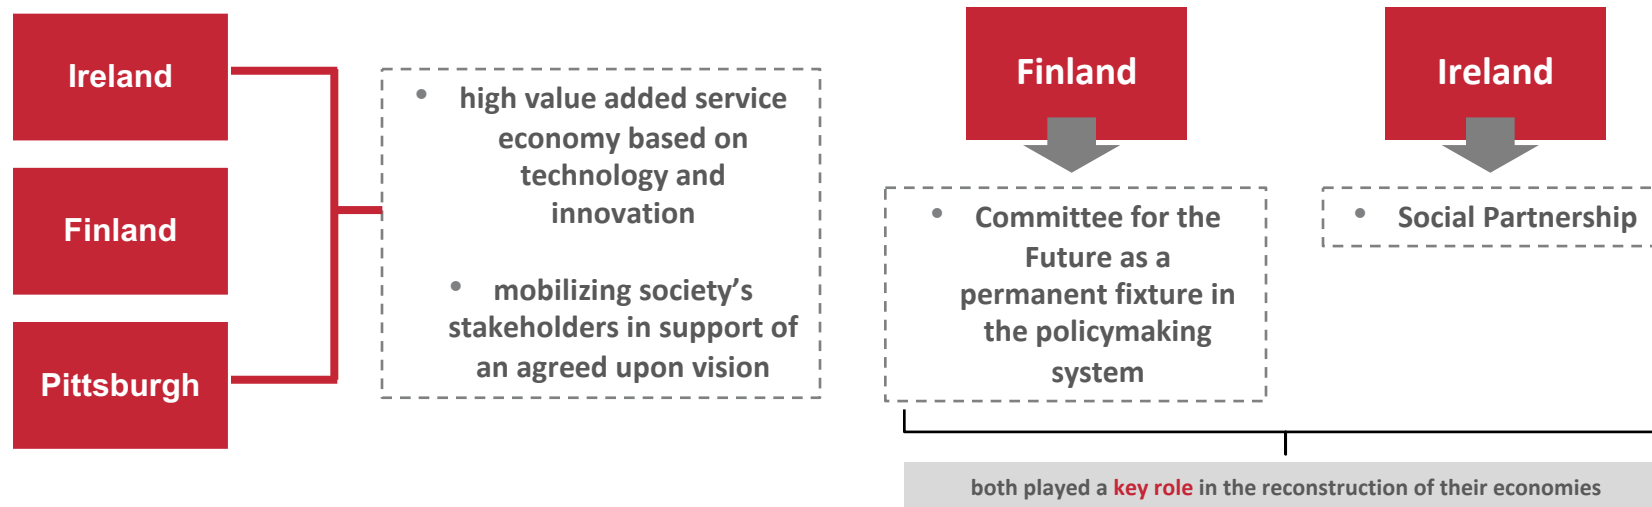 Ireland
Finland
Pittsburgh
• high value added service
economy based on
technology and
innovation
• mobilizing society’s
stakeholders in support of
an agreed upon vision
Finland
• Committee for the
Future as a
permanent fixture in
the policymaking
system
Ireland
• Social Partnership
both played a key role in the reconstruction of their economies